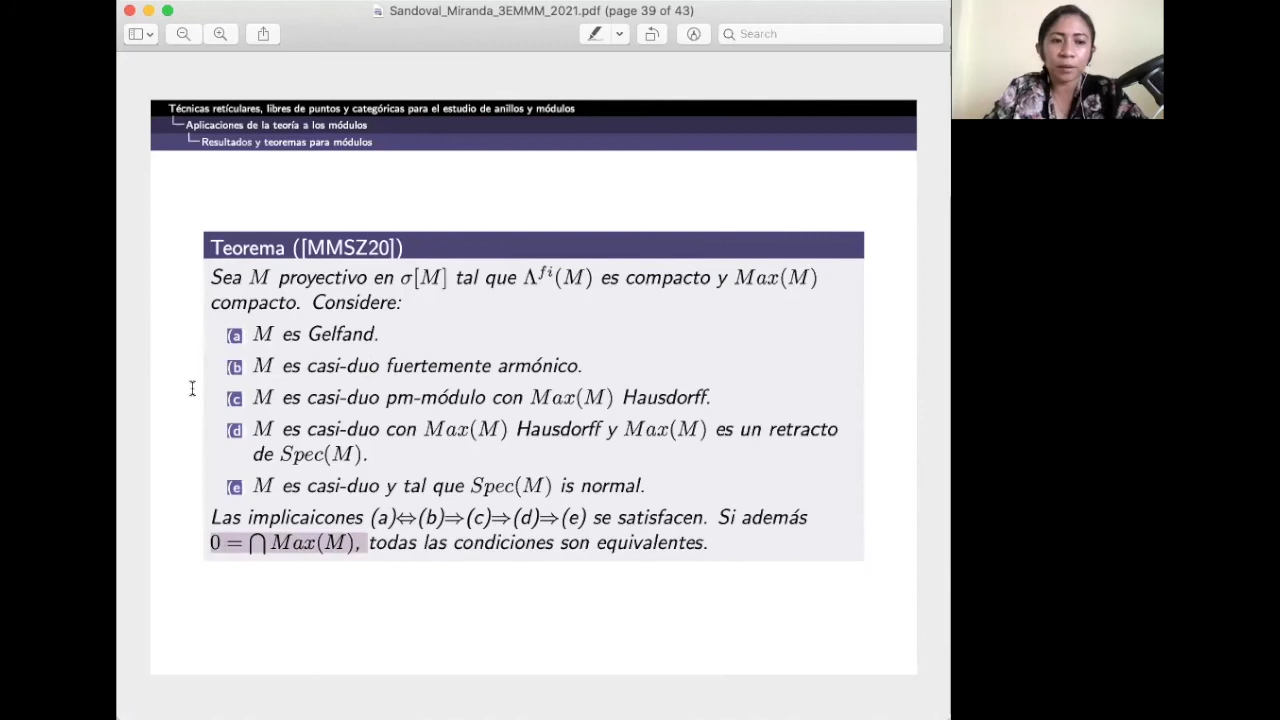 Sandoval_Miranda_3EMMM_2021.pdf (page 39 of 43)
Search
Técnicas retículares, libres de puntos y categóricas para el estudio de anillos y módulos
Aplicaciones de la teoría a los módulos
Resultados y teoremas para módulos
Teorema ([MMSZ20])
Sea M proyectivo en σ[M] tal que Λ^{fi}(M) es compacto y Max(M)
compacto. Considere:
(a M es Gelfand.
(b M es casi-duo fuertemente armónico.
(c M es casi-duo pm-módulo con Max(M) Hausdorff.
(d M es casi-duo con Max(M) Hausdorff y Max(M) es un retracto
de Spec(M).
(e M es casi-duo y tal que Spec(M) is normal.
Las implicaicones (a)⇔(b)⇒(c)⇒(d)⇒(e) se satisfacen. Si además
0 = ⋂ Max(M), todas las condiciones son equivalentes.